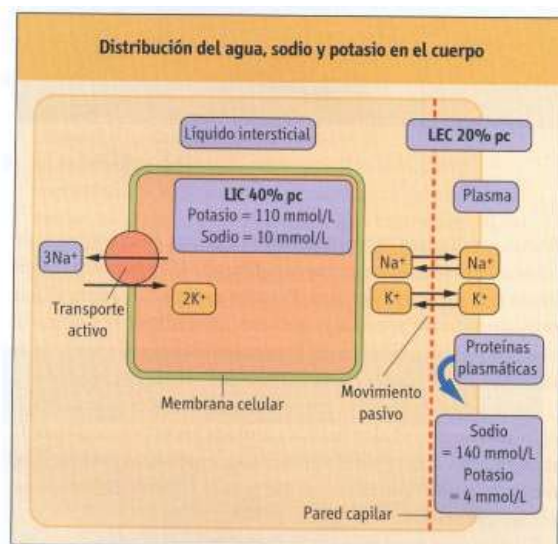 Distribución del agua, sodio y potasio en el cuerpo
Líquido intersticial
LEC 20% pc
LIC 40% pc
Potasio = 110 mmol/L
Sodio = 10 mmol/L
Plasma
3Na⁺
2K⁺
Transporte
activo
Na⁺
Na⁺
K⁺
K⁺
Membrana celular
Movimiento
pasivo
Proteínas
plasmáticas
Sodio
= 140 mmol/L
Potasio
= 4 mmol/L
Pared capilar